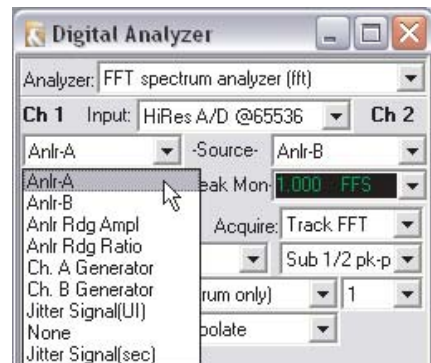 Digital Analyzer
Analyzer: FFT spectrum analyzer (fft)
Ch 1 Input: HiRes A/D @65536 Ch 2
Anlr-A -Source- Anlr-B
Anlr-A eak Mon- 1.000 FFS
Anlr-B
Anlr Rdg Ampl Acquire: Track FFT
Anlr Rdg Ratio
Ch. A Generator Sub 1/2 pk-p
Ch. B Generator rum only) 1
Jitter Signal(UI)
None polate
Jitter Signal(sec)